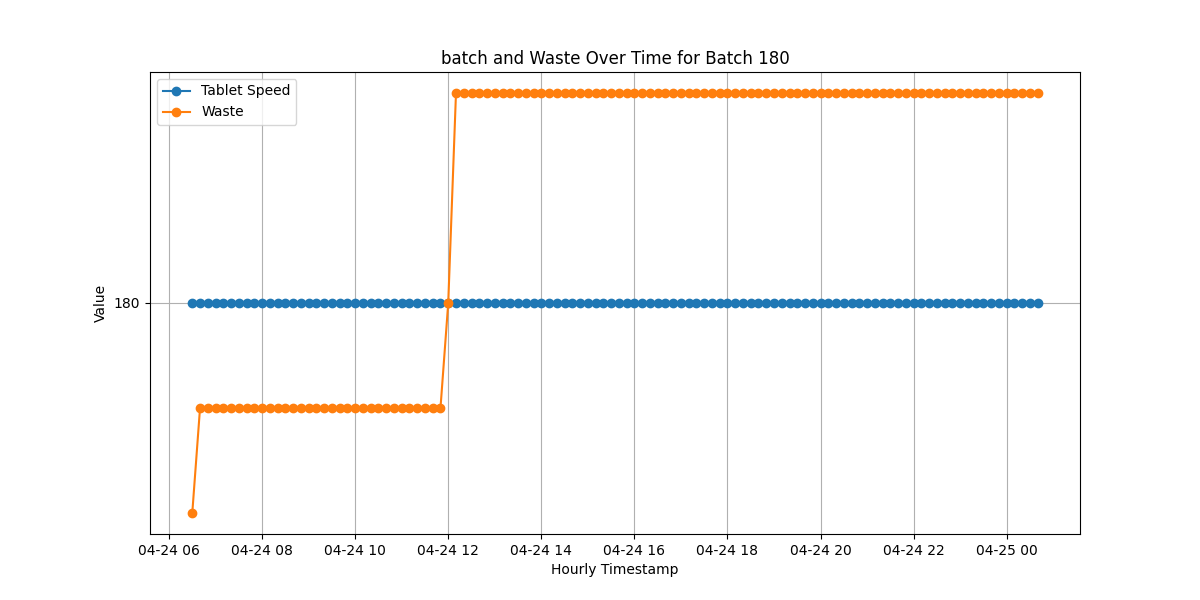 batch and Waste Over Time for Batch 180
Tablet Speed
Waste
Value
180
04-24 06
04-24 08
04-24 10
04-24 12
04-24 14
04-24 16
04-24 18
04-24 20
04-24 22
04-25 00
Hourly Timestamp